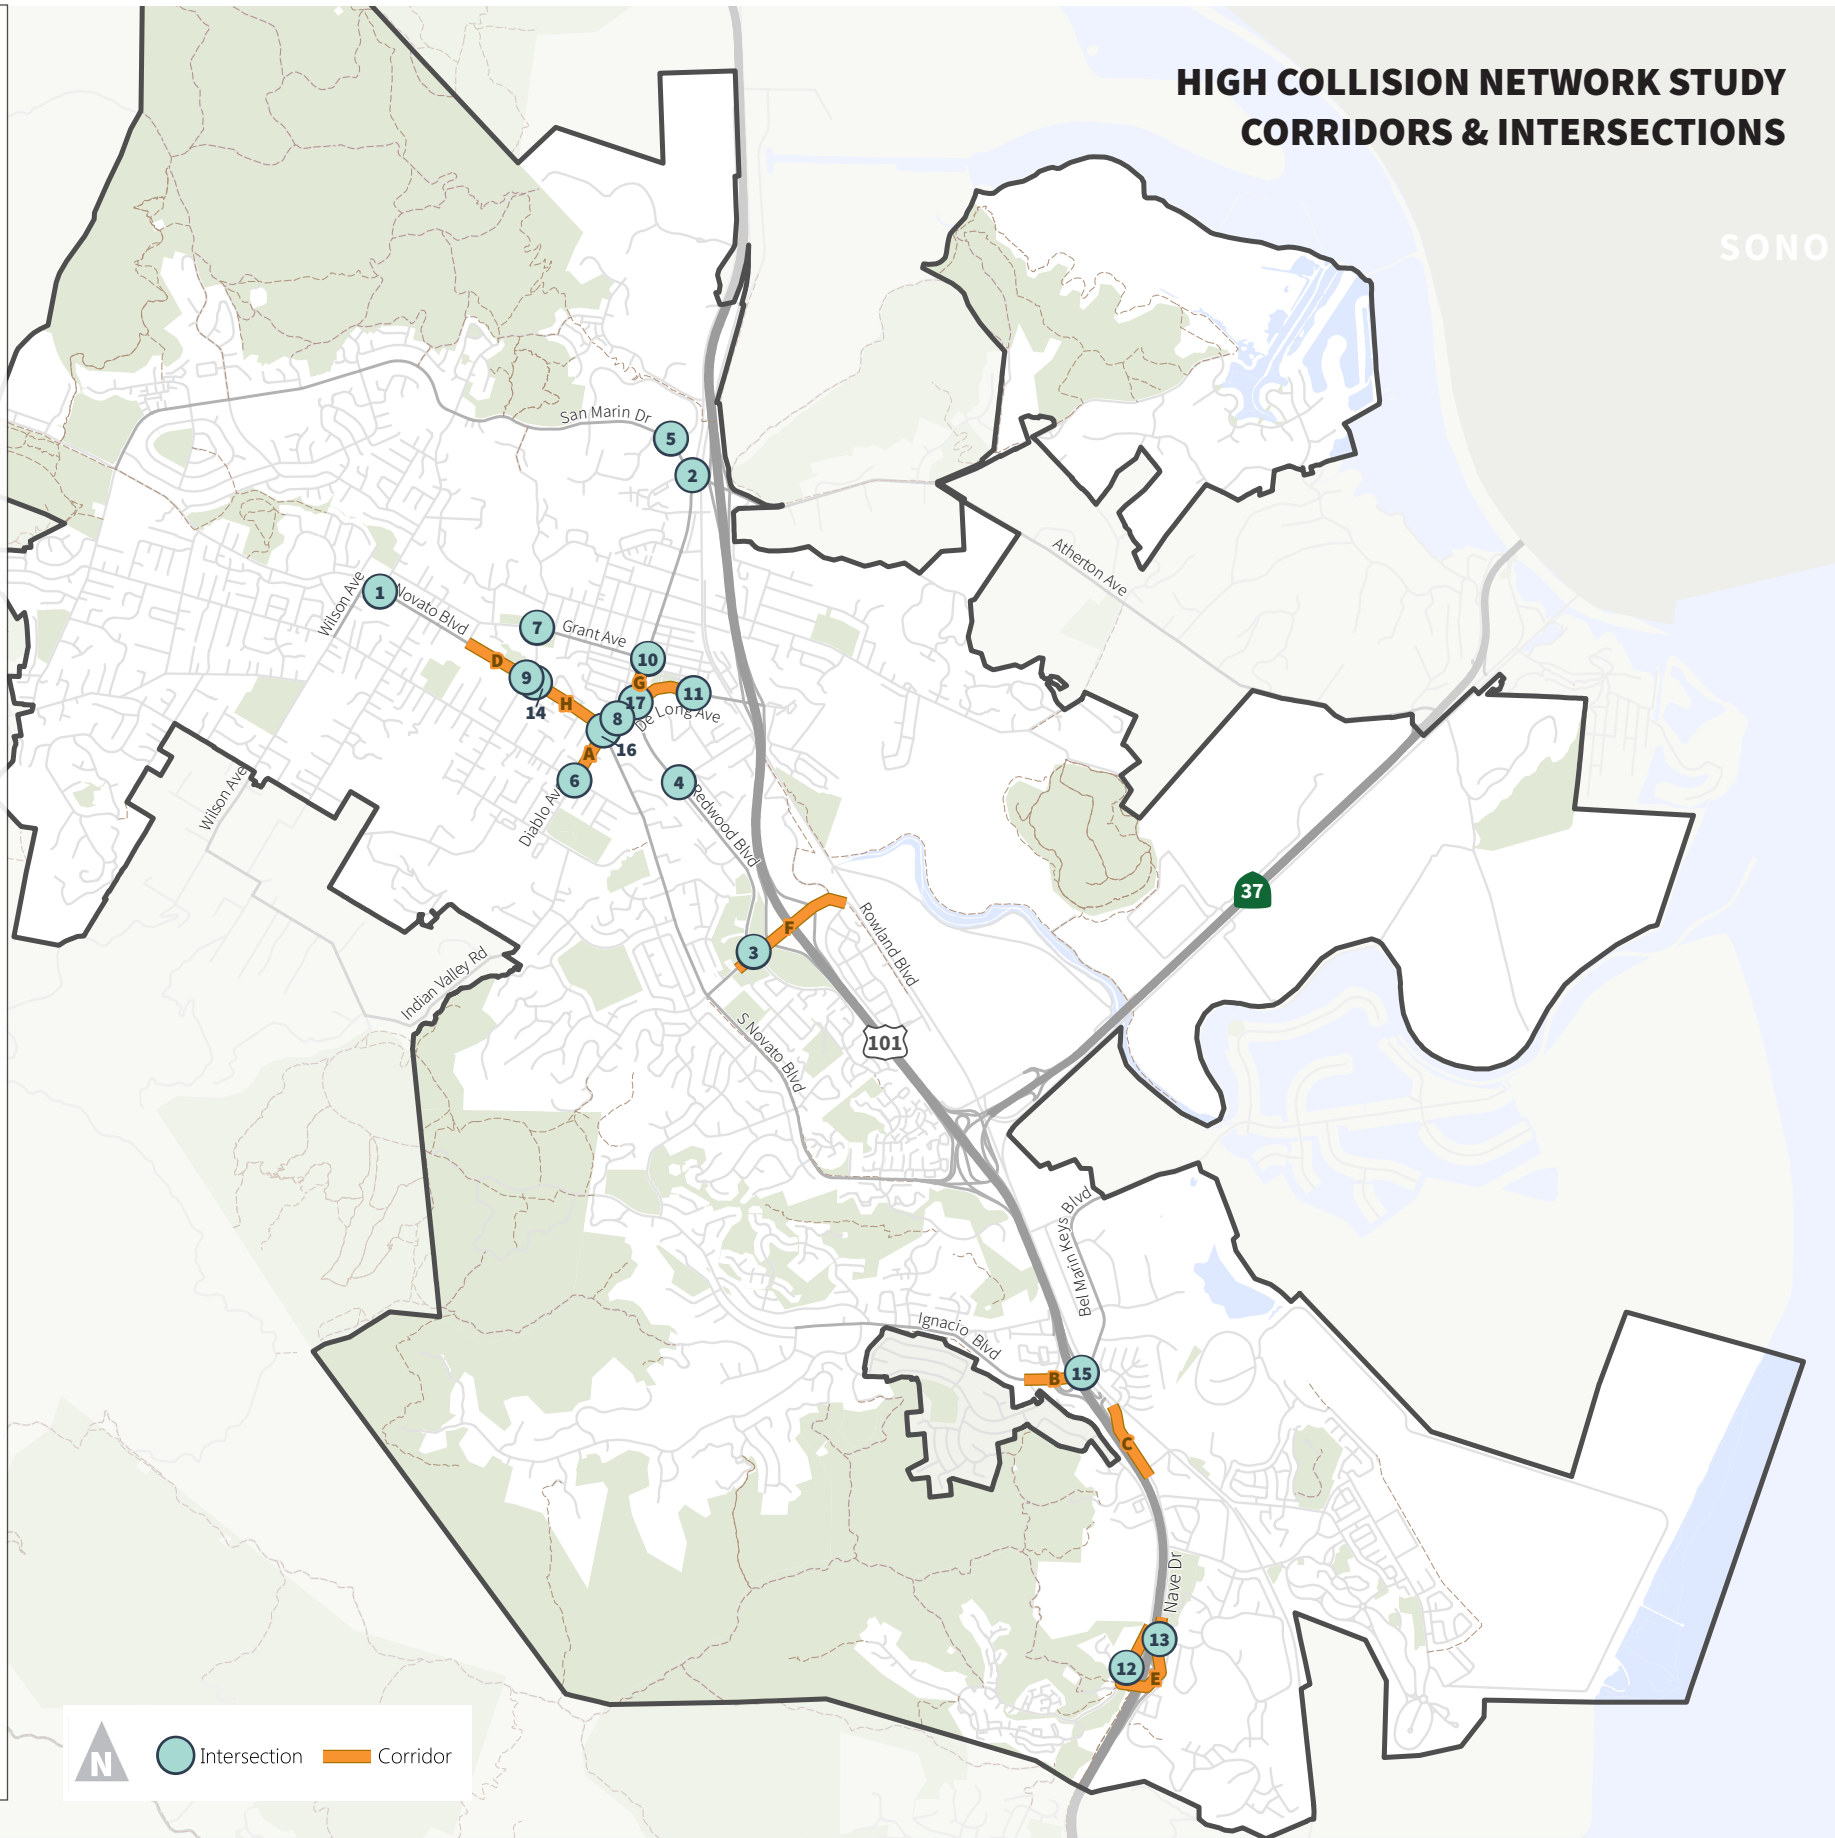 HIGH COLLISION NETWORK STUDY
CORRIDORS & INTERSECTIONS
SONO
San Marin Dr
5
2
Atherton Ave
Wilson Ave
1
Novato Blvd
7
Grant Ave
10
D
9
14
H
G
17
11
8
De Long Ave
16
A
6
4
Wilson Ave
Diablo Av
Redwood Blvd
37
F
3
Rowland Blvd
Indian Valley Rd
S Novato Blvd
101
Bel Marin Keys Blvd
Ignacio Blvd
B
15
C
Nave Dr
13
12
E
N
Intersection
Corridor